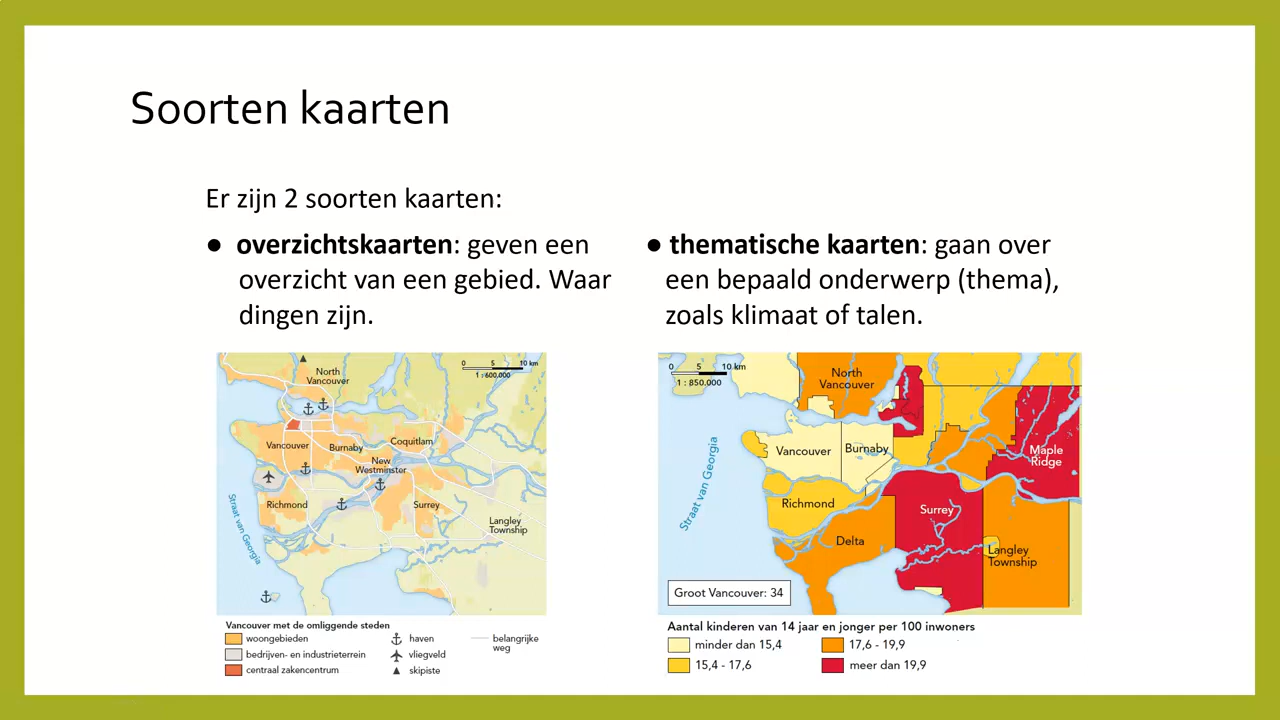 Soorten kaarten
Er zijn 2 soorten kaarten:
● overzichtskaarten: geven een
overzicht van een gebied. Waar
dingen zijn.
● thematische kaarten: gaan over
een bepaald onderwerp (thema),
zoals klimaat of talen.
0 5 10 km
1 : 600.000
North
Vancouver
Vancouver
Burnaby
Coquitlam
New
Westminster
Richmond
Surrey
Langley
Township
Straat van Georgia
Vancouver met de omliggende steden
woongebieden
bedrijven- en industrieterrein
centraal zakencentrum
haven
vliegveld
skipiste
belangrijke
weg
0 5 10 km
1 : 850.000
North
Vancouver
Vancouver
Burnaby
Maple
Ridge
Richmond
Surrey
Delta
Langley
Township
Straat van Georgia
Groot Vancouver: 34
Aantal kinderen van 14 jaar en jonger per 100 inwoners
minder dan 15,4
15,4 - 17,6
17,6 - 19,9
meer dan 19,9